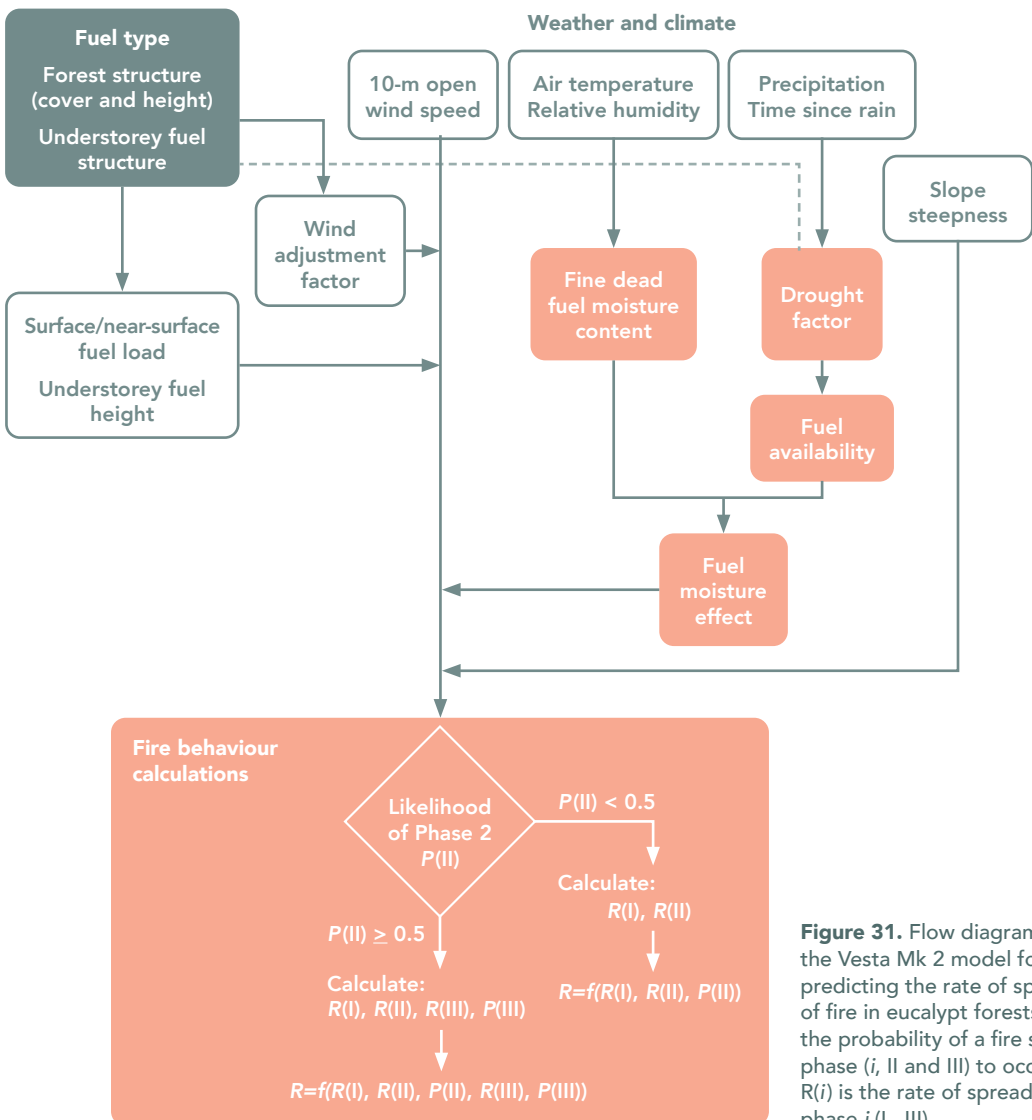 Weather and climate
Fuel type
Forest structure
(cover and height)
Understorey fuel
structure
10-m open
wind speed
Air temperature
Relative humidity
Precipitation
Time since rain
Slope
steepness
Wind
adjustment
factor
Fine dead
fuel moisture
content
Drought
factor
Surface/near-surface
fuel load
Understorey fuel
height
Fuel
availability
Fuel
moisture
effect
Fire behaviour
calculations
Likelihood
of Phase 2
P(II)
P(II) < 0.5
Calculate:
R(I), R(II)
R=f(R(I), R(II), P(II))
P(II) ≥ 0.5
Calculate:
R(I), R(II), R(III), P(III)
R=f(R(I), R(II), P(II), R(III), P(III))
Figure 31. Flow diagram
the Vesta Mk 2 model fo
predicting the rate of sp
of fire in eucalypt forests
the probability of a fire s
phase (i, II and III) to occ
R(i) is the rate of spread
phase i (I–III)